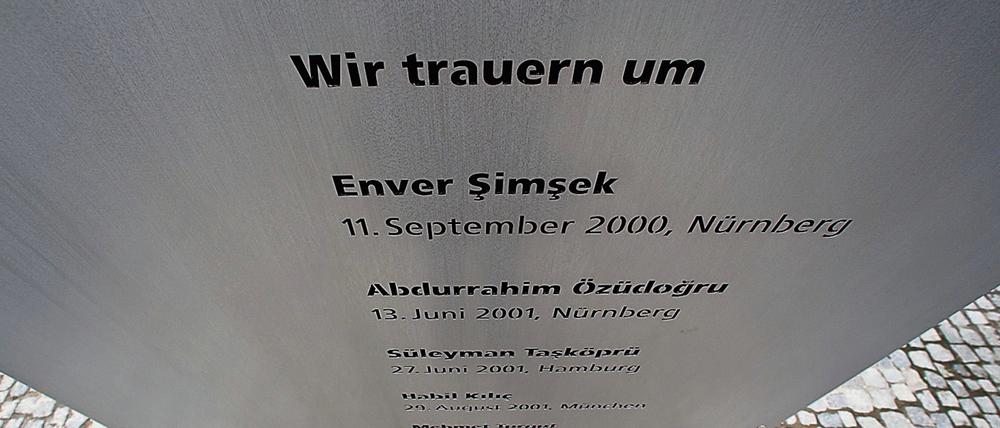 Wir trauern um
Enver Şimşek
11. September 2000, Nürnberg
Abdurrahim Özüdoğru
13. Juni 2001, Nürnberg
Süleyman Taşköprü
27. Juni 2001, Hamburg
Habil Kılıç
29. August 2001, München
Mehmet